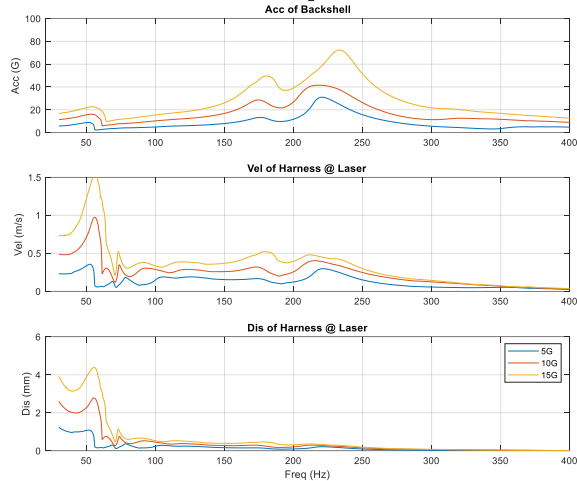 Acc of Backshell
100
80
60
40
20
0
Acc (G)
50 100 150 200 250 300 350 400
Vel of Harness @ Laser
1.5
1
0.5
0
Vel (m/s)
50 100 150 200 250 300 350 400
Dis of Harness @ Laser
6
4
2
0
Dis (mm)
5G
10G
15G
50 100 150 200 250 300 350 400
Freq (Hz)